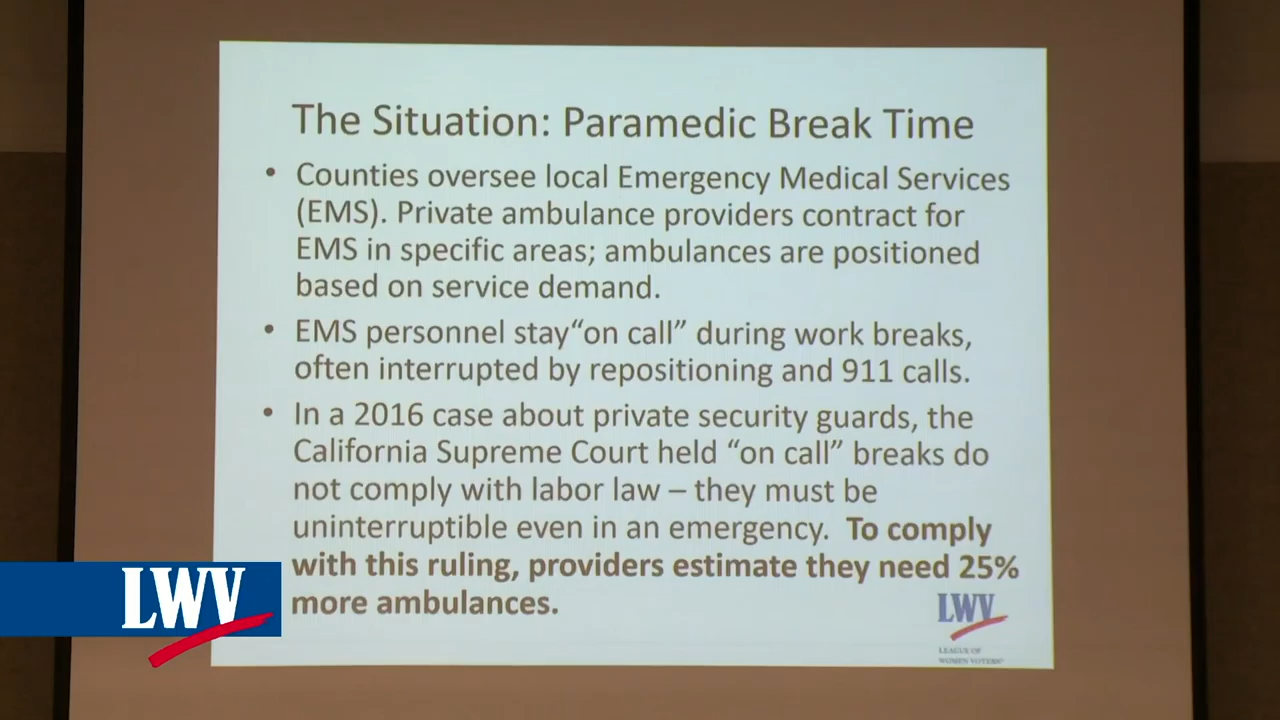 The Situation: Paramedic Break Time
• Counties oversee local Emergency Medical Services
(EMS). Private ambulance providers contract for
EMS in specific areas; ambulances are positioned
based on service demand.
• EMS personnel stay“on call” during work breaks,
often interrupted by repositioning and 911 calls.
• In a 2016 case about private security guards, the
California Supreme Court held “on call” breaks do
not comply with labor law – they must be
uninterruptible even in an emergency. To comply
with this ruling, providers estimate they need 25%
more ambulances.
LWV
LWV
LEAGUE OF
WOMEN VOTERS®